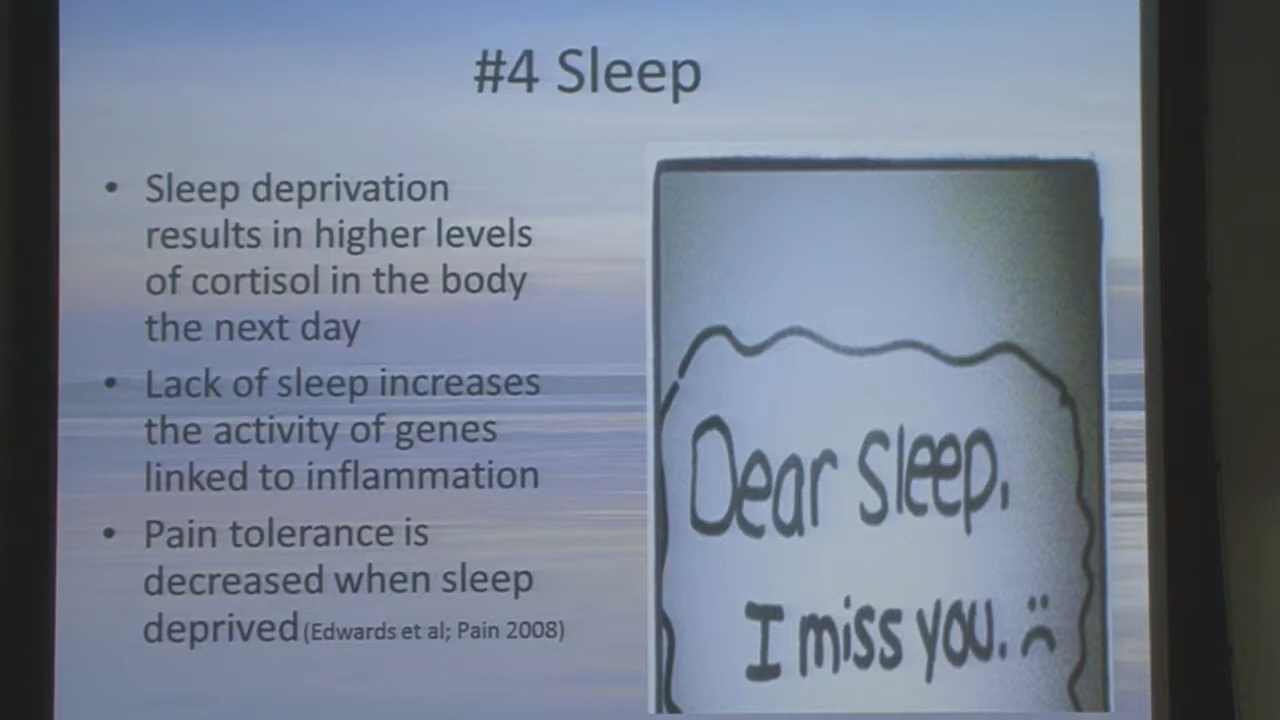 #4 Sleep
• Sleep deprivation
results in higher levels
of cortisol in the body
the next day
• Lack of sleep increases
the activity of genes
linked to inflammation
• Pain tolerance is
decreased when sleep
deprived (Edwards et al; Pain 2008)
Dear Sleep,
I miss you. :(